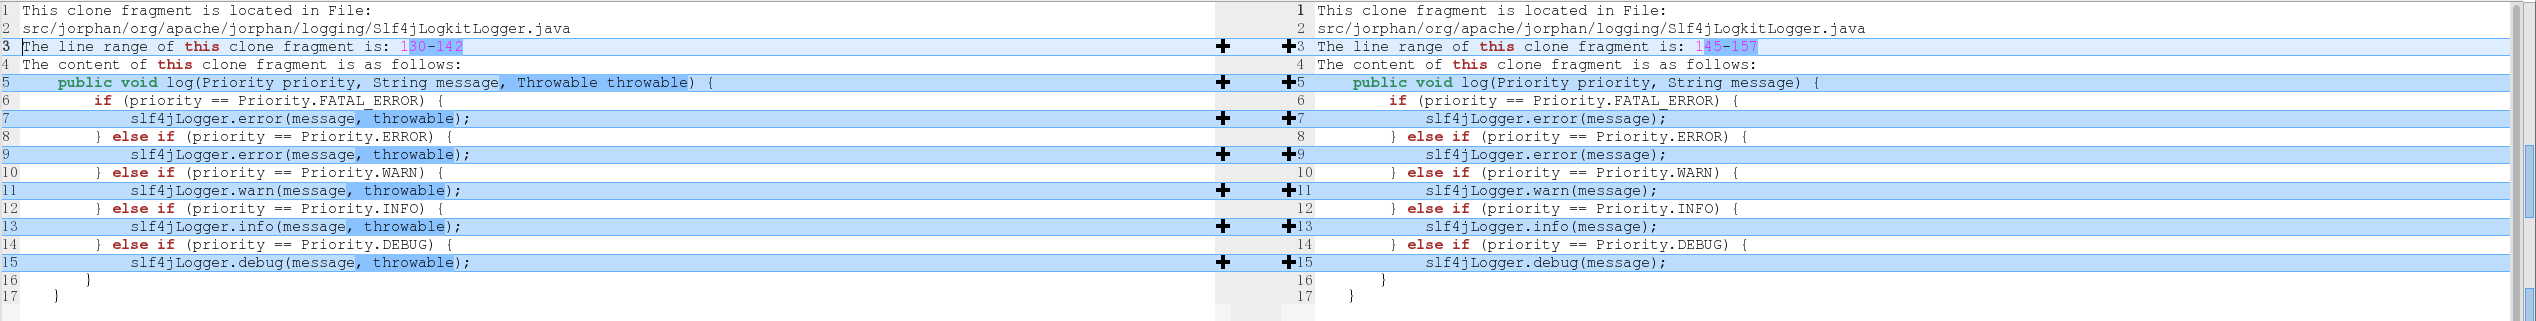 1 This clone fragment is located in File:
2 src/jorphan/org/apache/jorphan/logging/Slf4jLogkitLogger.java
3 The line range of this clone fragment is: 130-142
4 The content of this clone fragment is as follows:
5     public void log(Priority priority, String message, Throwable throwable) {
6         if (priority == Priority.FATAL_ERROR) {
7             slf4jLogger.error(message, throwable);
8         } else if (priority == Priority.ERROR) {
9             slf4jLogger.error(message, throwable);
10         } else if (priority == Priority.WARN) {
11             slf4jLogger.warn(message, throwable);
12         } else if (priority == Priority.INFO) {
13             slf4jLogger.info(message, throwable);
14         } else if (priority == Priority.DEBUG) {
15             slf4jLogger.debug(message, throwable);
16        }
17    }
1 This clone fragment is located in File:
2 src/jorphan/org/apache/jorphan/logging/Slf4jLogkitLogger.java
3 The line range of this clone fragment is: 145-157
4 The content of this clone fragment is as follows:
5     public void log(Priority priority, String message) {
6         if (priority == Priority.FATAL_ERROR) {
7             slf4jLogger.error(message);
8         } else if (priority == Priority.ERROR) {
9             slf4jLogger.error(message);
10         } else if (priority == Priority.WARN) {
11             slf4jLogger.warn(message);
12         } else if (priority == Priority.INFO) {
13             slf4jLogger.info(message);
14         } else if (priority == Priority.DEBUG) {
15             slf4jLogger.debug(message);
16        }
17    }